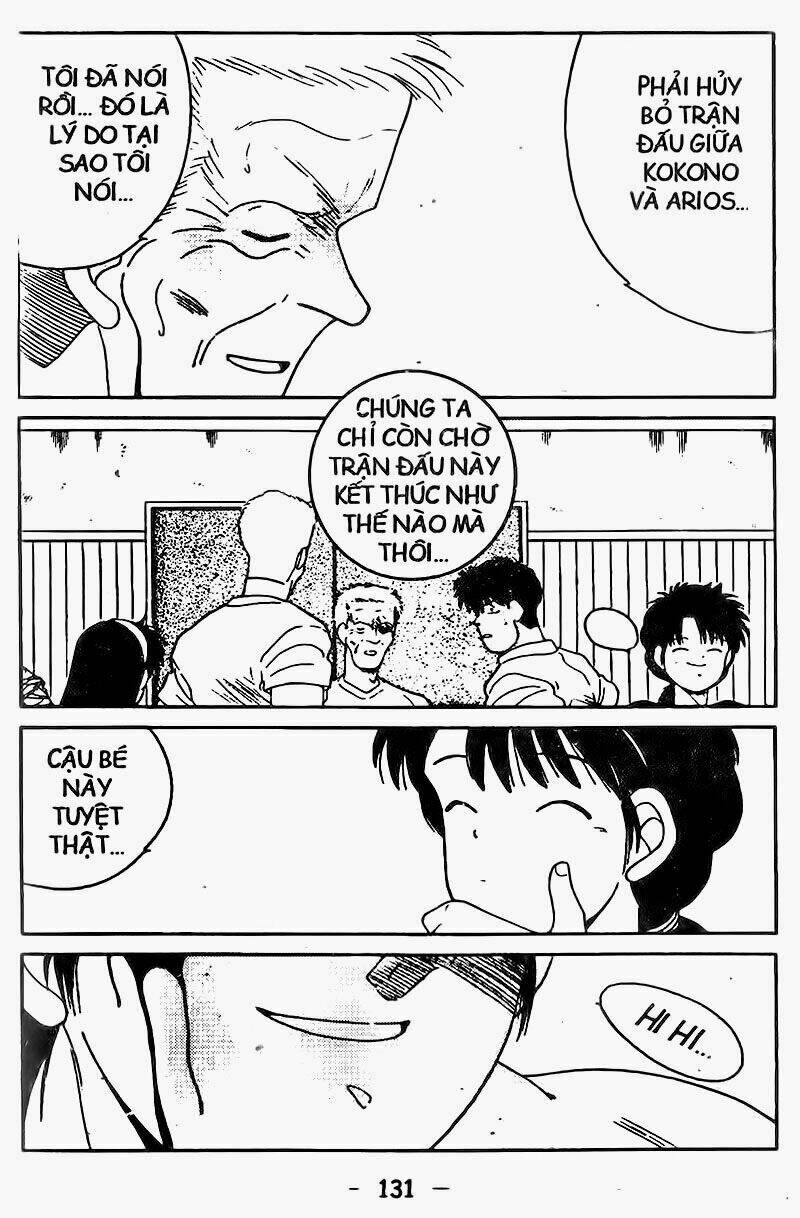 TÔI ĐÃ NÓI
RỒI... ĐÓ LÀ
LÝ DO TẠI
SAO TÔI
NÓI...
PHẢI HỦY
BỎ TRẬN
ĐẤU GIỮA
KOKONO
VÀ ARIOS...
CHÚNG TA
CHỈ CÒN CHỜ
TRẬN ĐẤU NÀY
KẾT THÚC NHƯ
THẾ NÀO MÀ
THÔI...
CẬU BÉ
NÀY
TUYỆT
THẬT...
HI HI...
- 131 -